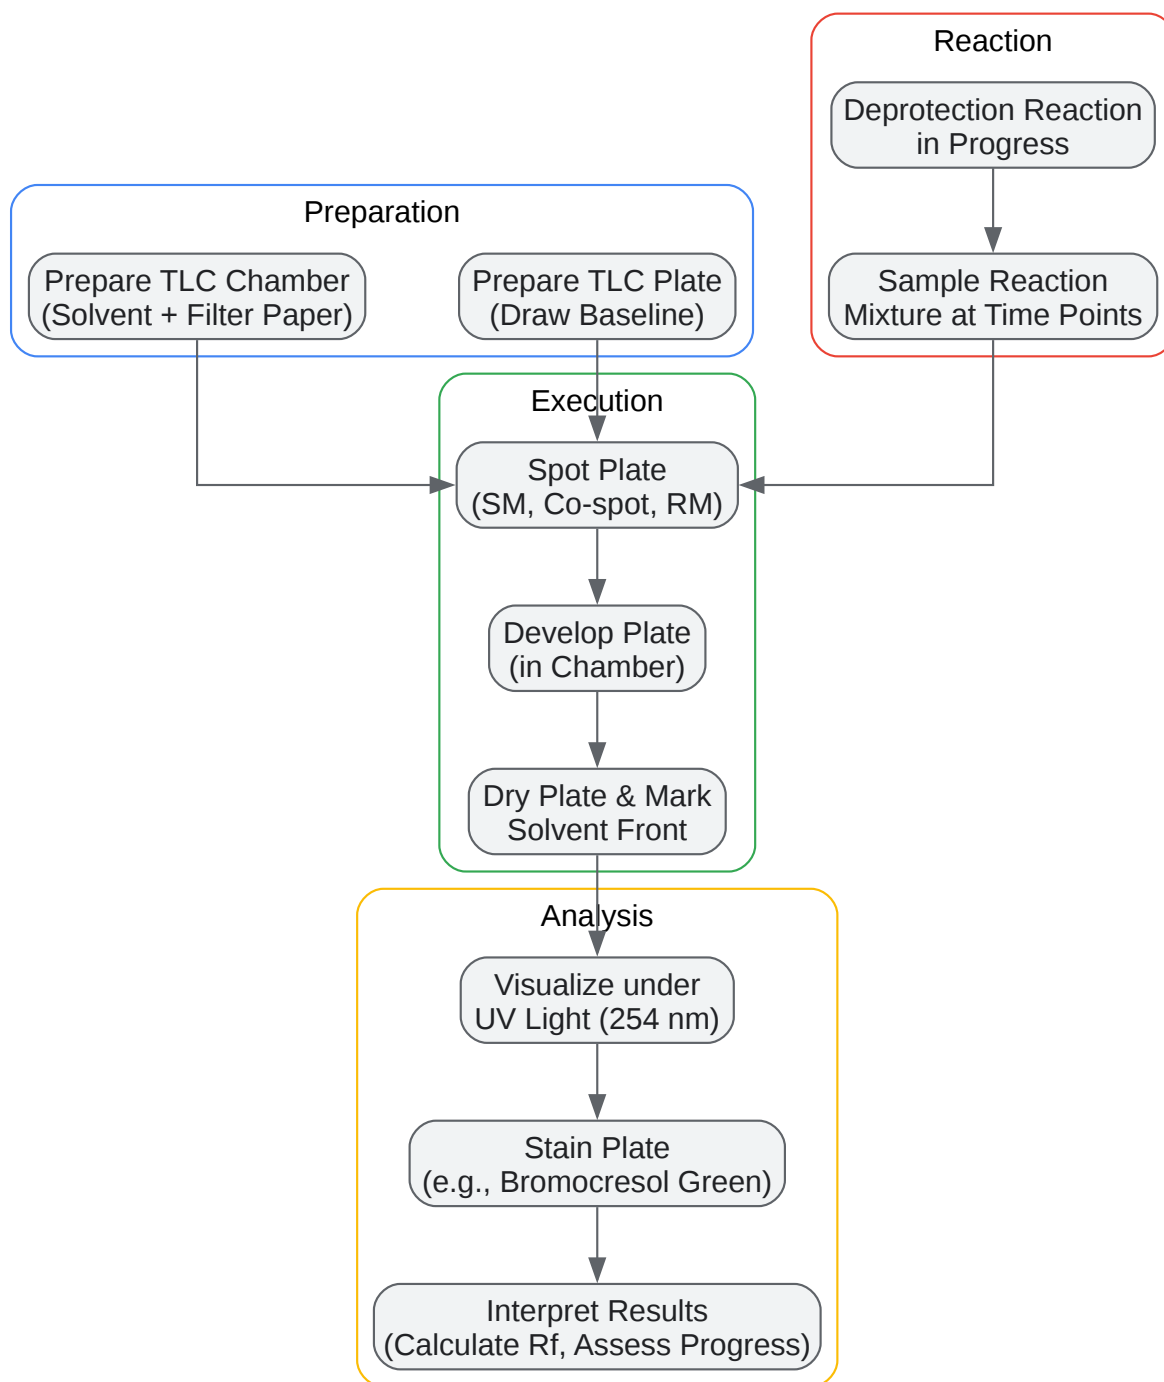 Reaction
Deprotection Reaction
in Progress
Sample Reaction
Mixture at Time Points
Preparation
Prepare TLC Chamber
(Solvent + Filter Paper)
Prepare TLC Plate
(Draw Baseline)
Execution
Spot Plate
(SM, Co-spot, RM)
Develop Plate
(in Chamber)
Dry Plate & Mark
Solvent Front
Analysis
Visualize under
UV Light (254 nm)
Stain Plate
(e.g., Bromocresol Green)
Interpret Results
(Calculate Rf, Assess Progress)